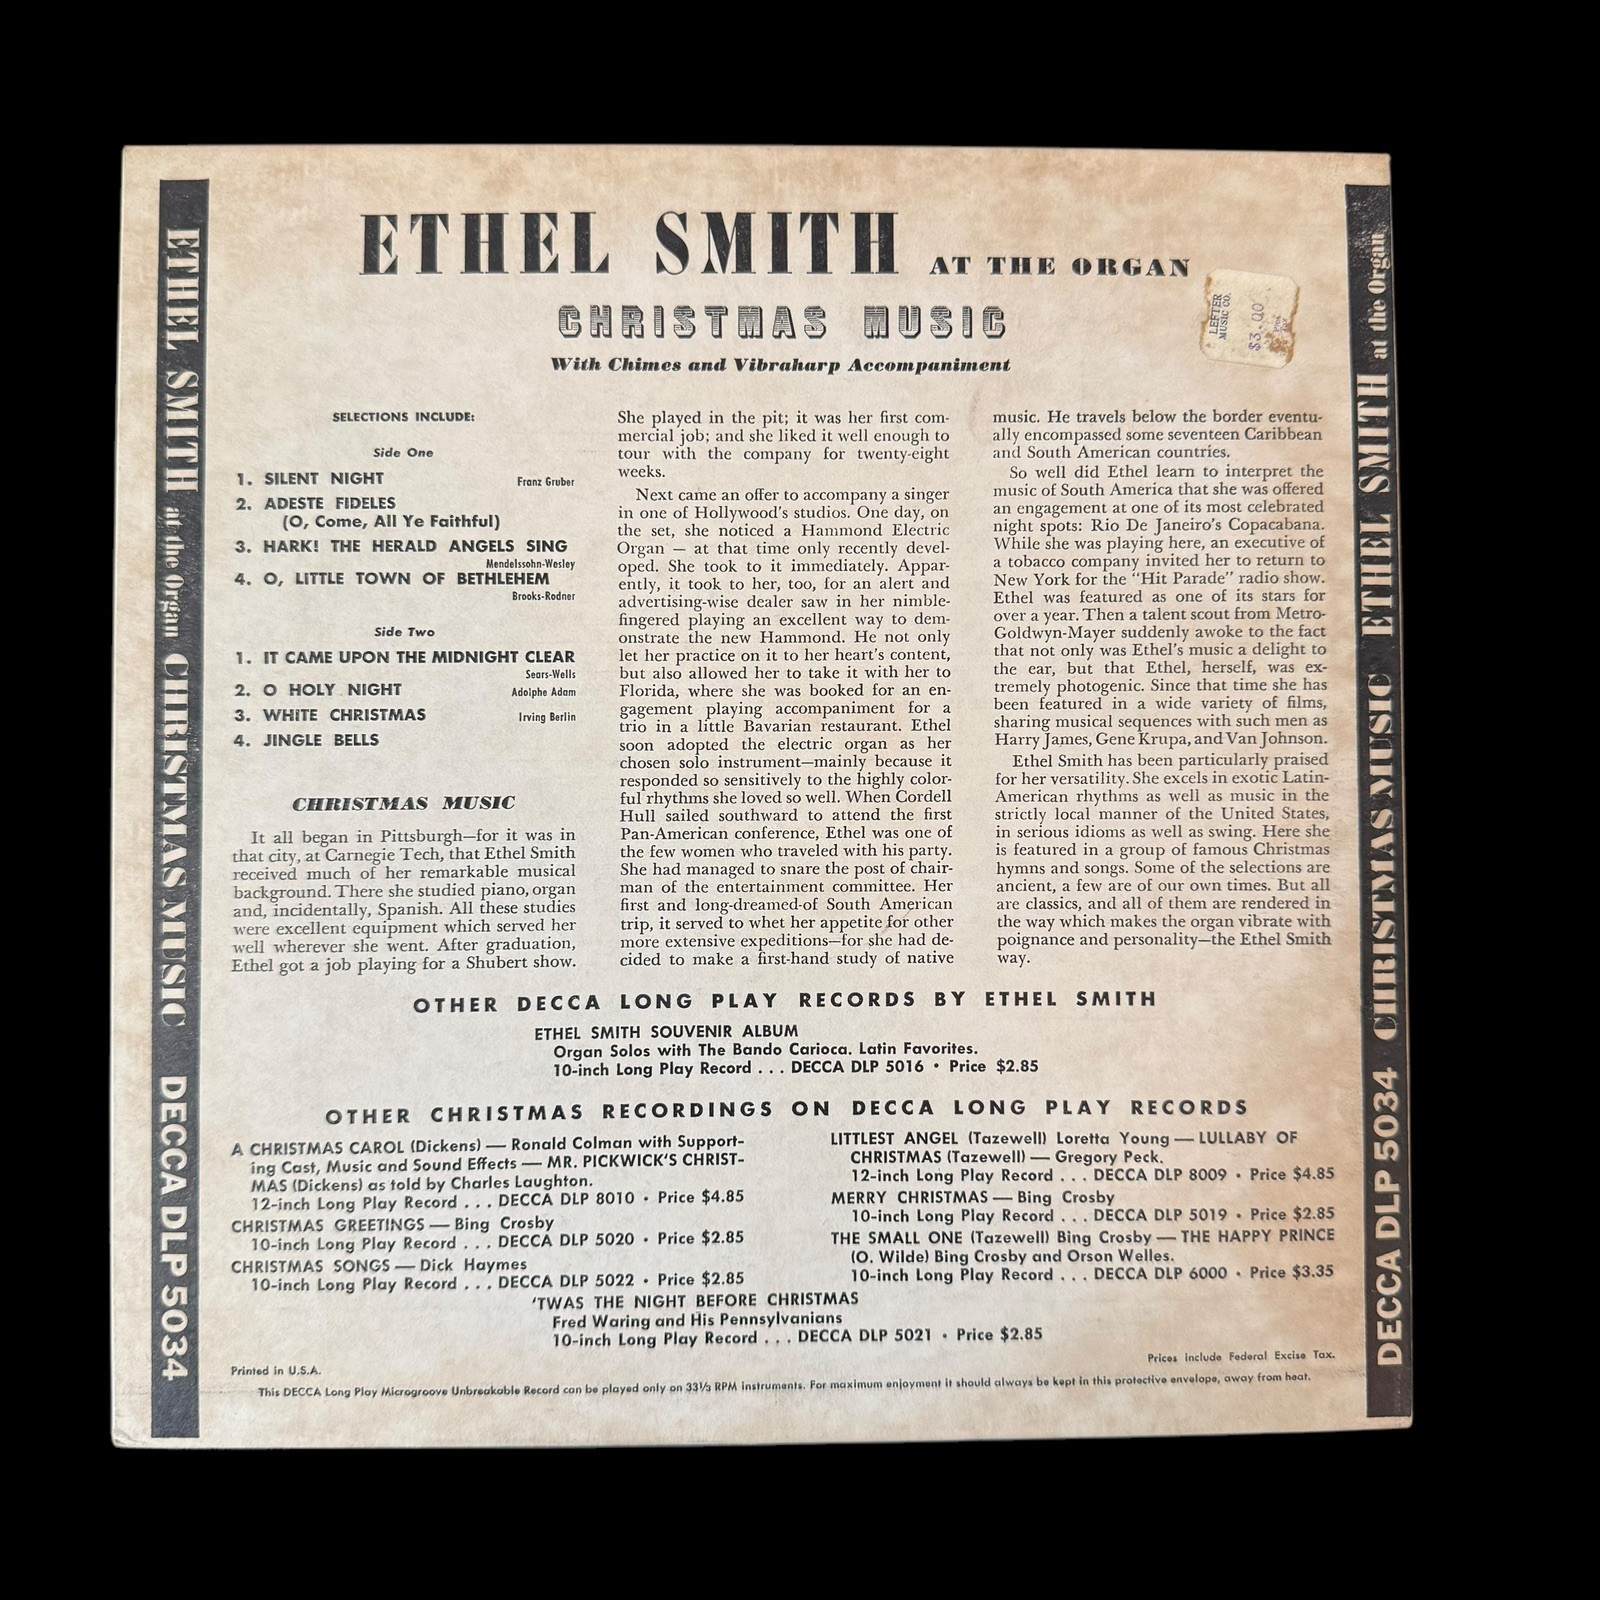 ETHEL SMITH AT THE ORGAN
CHRISTMAS MUSIC
With Chimes and Vibraharp Accompaniment
LEFTER
MUSIC CO.
$3.00
ETHEL SMITH at the Organ CHRISTMAS MUSIC DECCA DLP 5034
SELECTIONS INCLUDE:
Side One
1. SILENT NIGHT Franz Gruber
2. ADESTE FIDELES
(O, Come, All Ye Faithful)
3. HARK! THE HERALD ANGELS SING
Mendelssohn-Wesley
4. O, LITTLE TOWN OF BETHLEHEM
Brooks-Rodner
Side Two
1. IT CAME UPON THE MIDNIGHT CLEAR
Sears-Wells
2. O HOLY NIGHT Adolphe Adam
3. WHITE CHRISTMAS Irving Berlin
4. JINGLE BELLS
CHRISTMAS MUSIC
It all began in Pittsburgh—for it was in
that city, at Carnegie Tech, that Ethel Smith
received much of her remarkable musical
background. There she studied piano, organ
and, incidentally, Spanish. All these studies
were excellent equipment which served her
well wherever she went. After graduation,
Ethel got a job playing for a Shubert show.
She played in the pit; it was her first com-
mercial job; and she liked it well enough to
tour with the company for twenty-eight
weeks.
Next came an offer to accompany a singer
in one of Hollywood's studios. One day, on
the set, she noticed a Hammond Electric
Organ — at that time only recently devel-
oped. She took to it immediately. Appar-
ently, it took to her, too, for an alert and
advertising-wise dealer saw in her nimble-
fingered playing an excellent way to dem-
onstrate the new Hammond. He not only
let her practice on it to her heart's content,
but also allowed her to take it with her to
Florida, where she was booked for an en-
gagement playing accompaniment for a
trio in a little Bavarian restaurant. Ethel
soon adopted the electric organ as her
chosen solo instrument—mainly because it
responded so sensitively to the highly color-
ful rhythms she loved so well. When Cordell
Hull sailed southward to attend the first
Pan-American conference, Ethel was one of
the few women who traveled with his party.
She had managed to snare the post of chair-
man of the entertainment committee. Her
first and long-dreamed-of South American
trip, it served to whet her appetite for other
more extensive expeditions—for she had de-
cided to make a first-hand study of native
music. He travels below the border eventu-
ally encompassed some seventeen Caribbean
and South American countries.
So well did Ethel learn to interpret the
music of South America that she was offered
an engagement at one of its most celebrated
night spots: Rio De Janeiro's Copacabana.
While she was playing here, an executive of
a tobacco company invited her to return to
New York for the "Hit Parade" radio show.
Ethel was featured as one of its stars for
over a year. Then a talent scout from Metro-
Goldwyn-Mayer suddenly awoke to the fact
that not only was Ethel's music a delight to
the ear, but that Ethel, herself, was ex-
tremely photogenic. Since that time she has
been featured in a wide variety of films,
sharing musical sequences with such men as
Harry James, Gene Krupa, and Van Johnson.
Ethel Smith has been particularly praised
for her versatility. She excels in exotic Latin-
American rhythms as well as music in the
strictly local manner of the United States,
in serious idioms as well as swing. Here she
is featured in a group of famous Christmas
hymns and songs. Some of the selections are
ancient, a few are of our own times. But all
are classics, and all of them are rendered in
the way which makes the organ vibrate with
poignance and personality—the Ethel Smith
way.
OTHER DECCA LONG PLAY RECORDS BY ETHEL SMITH
ETHEL SMITH SOUVENIR ALBUM
Organ Solos with The Bando Carioca. Latin Favorites.
10-inch Long Play Record . . . DECCA DLP 5016 • Price $2.85
OTHER CHRISTMAS RECORDINGS ON DECCA LONG PLAY RECORDS
A CHRISTMAS CAROL (Dickens) — Ronald Colman with Support-
ing Cast, Music and Sound Effects — MR. PICKWICK'S CHRIST-
MAS (Dickens) as told by Charles Laughton.
12-inch Long Play Record . . . DECCA DLP 8010 • Price $4.85
CHRISTMAS GREETINGS — Bing Crosby
10-inch Long Play Record . . . DECCA DLP 5020 • Price $2.85
CHRISTMAS SONGS — Dick Haymes
10-inch Long Play Record . . . DECCA DLP 5022 • Price $2.85
LITTLEST ANGEL (Tazewell) Loretta Young — LULLABY OF
CHRISTMAS (Tazewell) — Gregory Peck.
12-inch Long Play Record . . . DECCA DLP 8009 • Price $4.85
MERRY CHRISTMAS — Bing Crosby
10-inch Long Play Record . . . DECCA DLP 5019 • Price $2.85
THE SMALL ONE (Tazewell) Bing Crosby — THE HAPPY PRINCE
(O. Wilde) Bing Crosby and Orson Welles.
10-inch Long Play Record . . . DECCA DLP 6000 • Price $3.35
'TWAS THE NIGHT BEFORE CHRISTMAS
Fred Waring and His Pennsylvanians
10-inch Long Play Record . . . DECCA DLP 5021 • Price $2.85
Printed in U.S.A.
Prices include Federal Excise Tax.
This DECCA Long Play Microgroove Unbreakable Record can be played only on 33⅓ RPM instruments. For maximum enjoyment it should always be kept in this protective envelope, away from heat.
DECCA DLP 5034 CHRISTMAS MUSIC ETHEL SMITH at the Organ